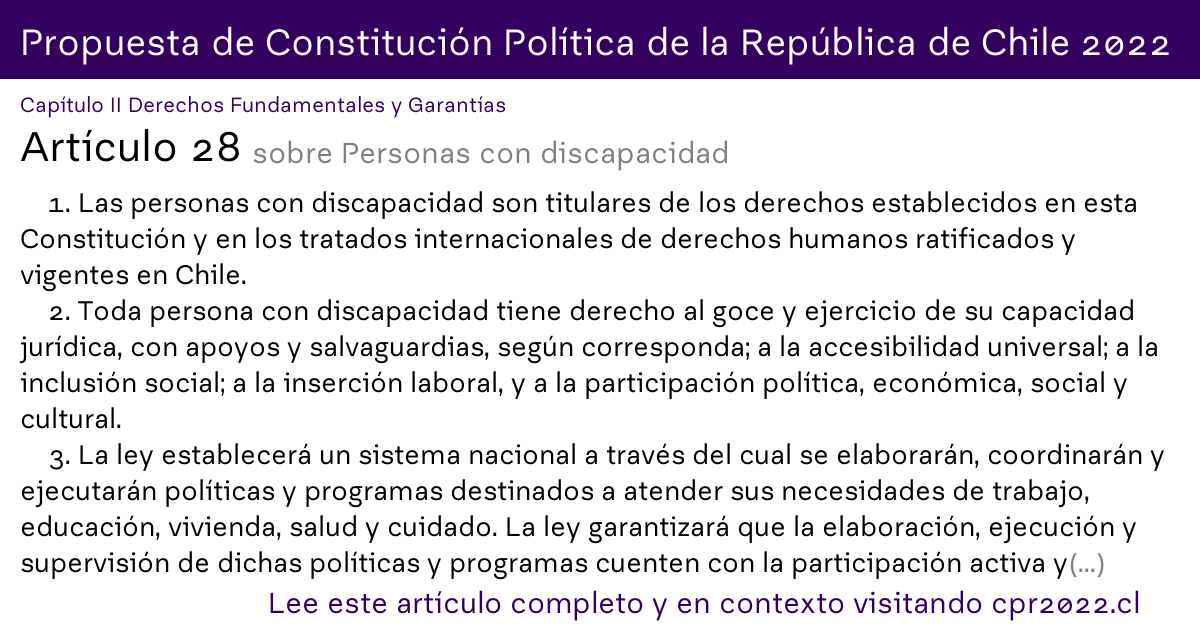 Propuesta de Constitución Política de la República de Chile 2022
Capítulo II Derechos Fundamentales y Garantías
Artículo 28 sobre Personas con discapacidad
1. Las personas con discapacidad son titulares de los derechos establecidos en esta
Constitución y en los tratados internacionales de derechos humanos ratificados y
vigentes en Chile.
2. Toda persona con discapacidad tiene derecho al goce y ejercicio de su capacidad
jurídica, con apoyos y salvaguardias, según corresponda; a la accesibilidad universal; a la
inclusión social; a la inserción laboral, y a la participación política, económica, social y
cultural.
3. La ley establecerá un sistema nacional a través del cual se elaborarán, coordinarán y
ejecutarán políticas y programas destinados a atender sus necesidades de trabajo,
educación, vivienda, salud y cuidado. La ley garantizará que la elaboración, ejecución y
supervisión de dichas políticas y programas cuenten con la participación activa y(...)
Lee este artículo completo y en contexto visitando cpr2022.cl